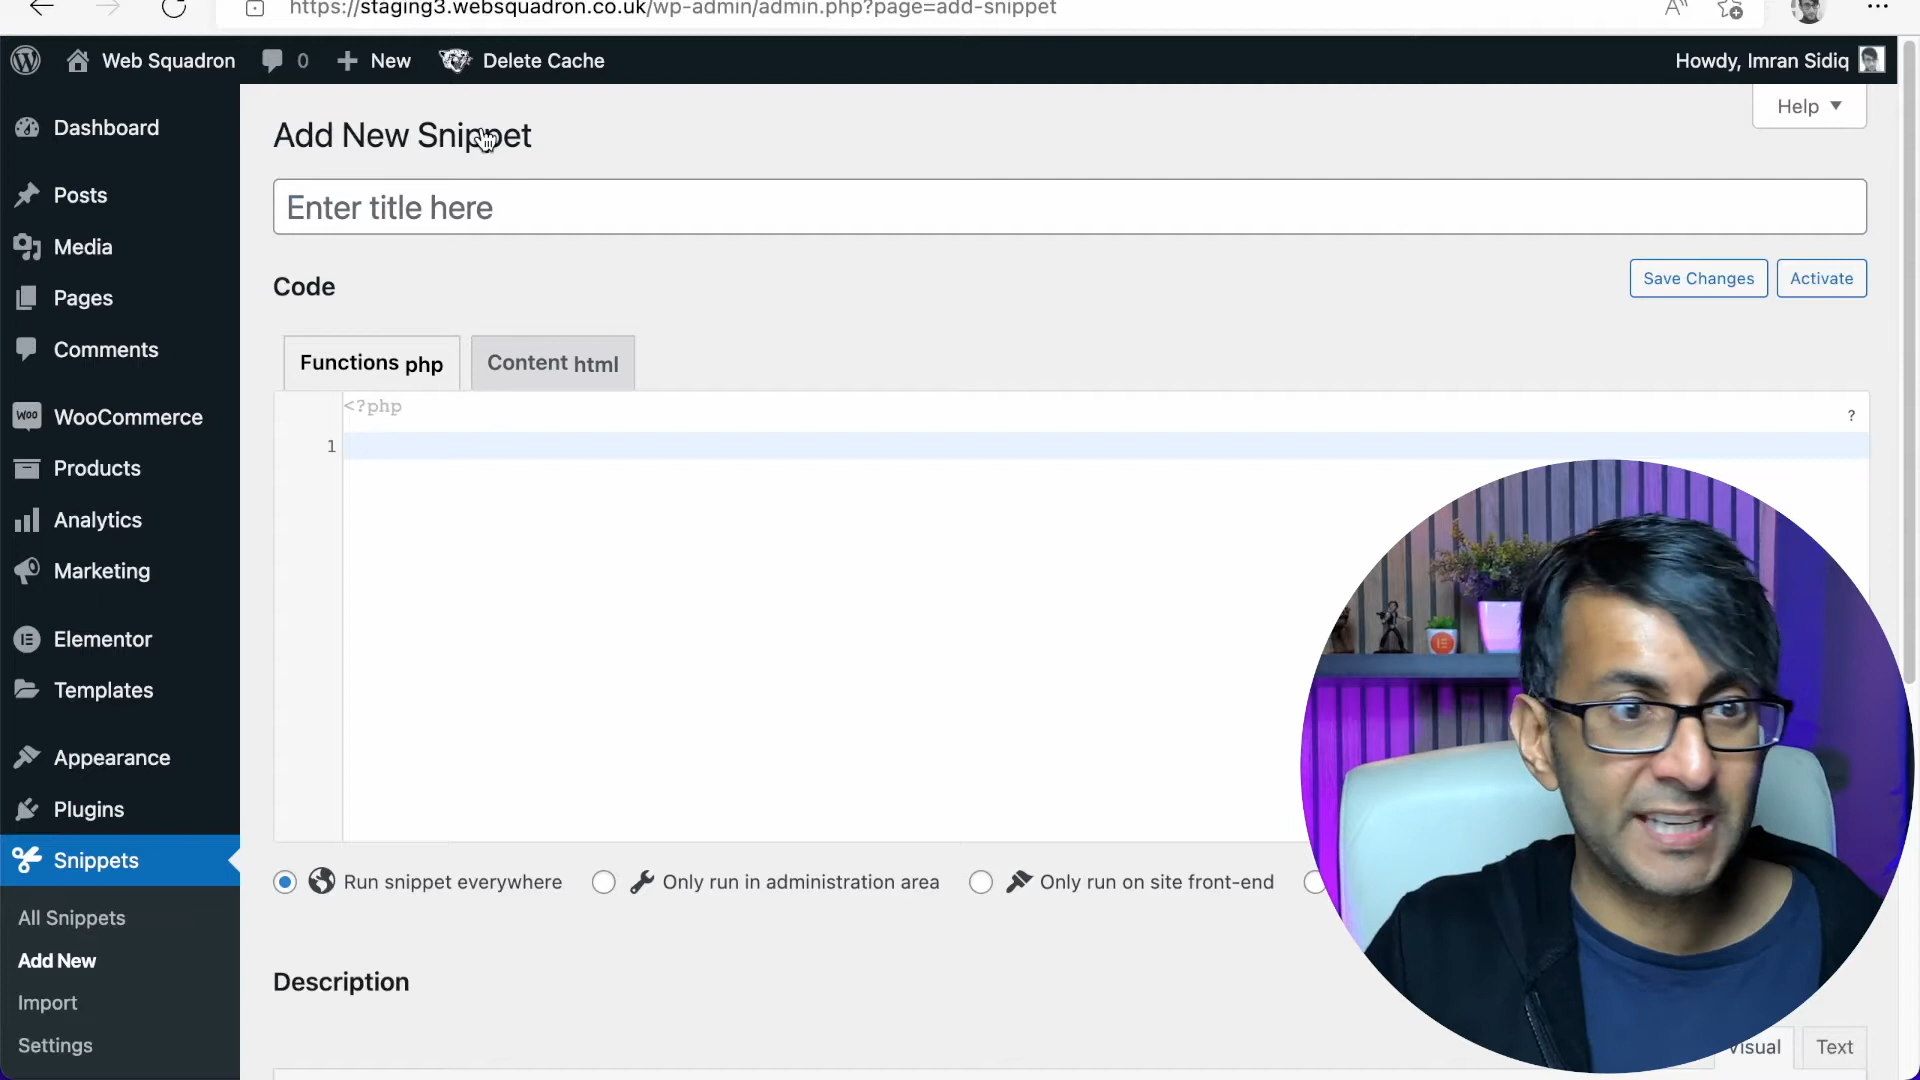 https://staging3.websquadron.co.uk/wp-admin/admin.php?page=add-snippet
Web Squadron 0 New Delete Cache Howdy, Imran Sidiq
Help
Dashboard
Posts
Media
Pages
Comments
WOO WooCommerce
Products
Analytics
Marketing
Elementor
Templates
Appearance
Plugins
Snippets
All Snippets
Add New
Import
Settings
Add New Snippet
Enter title here
Code
Save Changes Activate
Functions php Content html
<?php
?
1
Run snippet everywhere Only run in administration area Only run on site front-end
Description
Visual Text